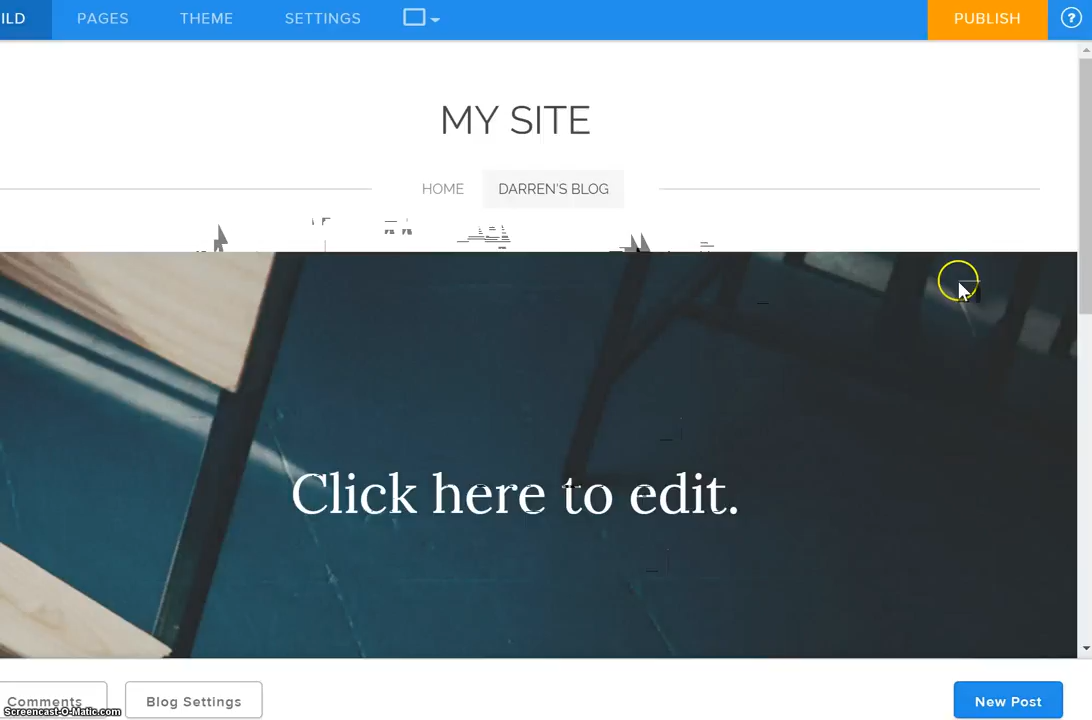 ILD PAGES THEME SETTINGS PUBLISH ?
MY SITE
HOME DARREN'S BLOG
Click here to edit.
Comments Blog Settings New Post
Screencast-O-Matic.com